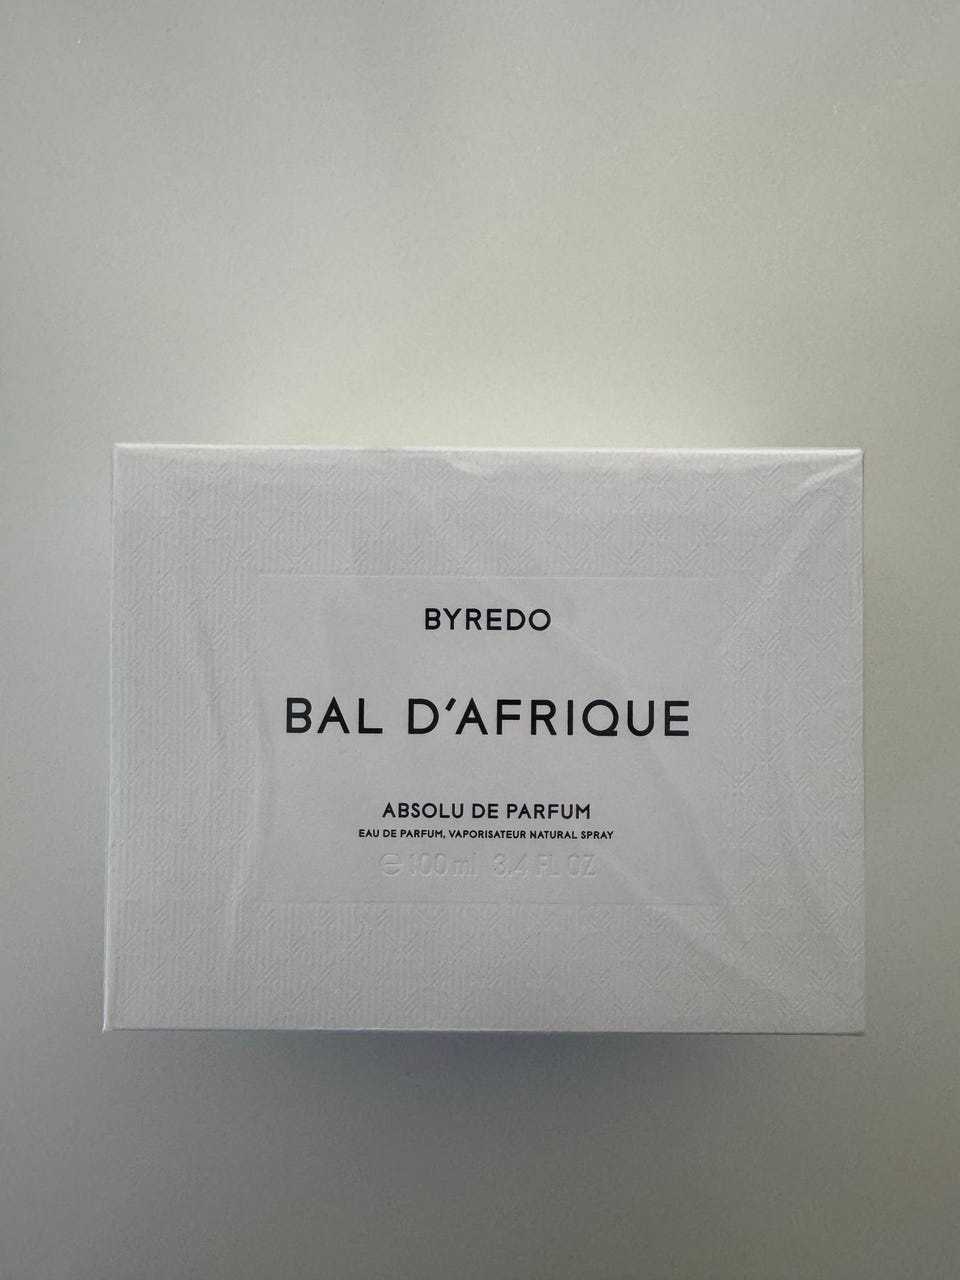 BYREDO
BAL D'AFRIQUE
ABSOLU DE PARFUM
EAU DE PARFUM, VAPORISATEUR NATURAL SPRAY
℮ 100 ml 3.4 FL OZ